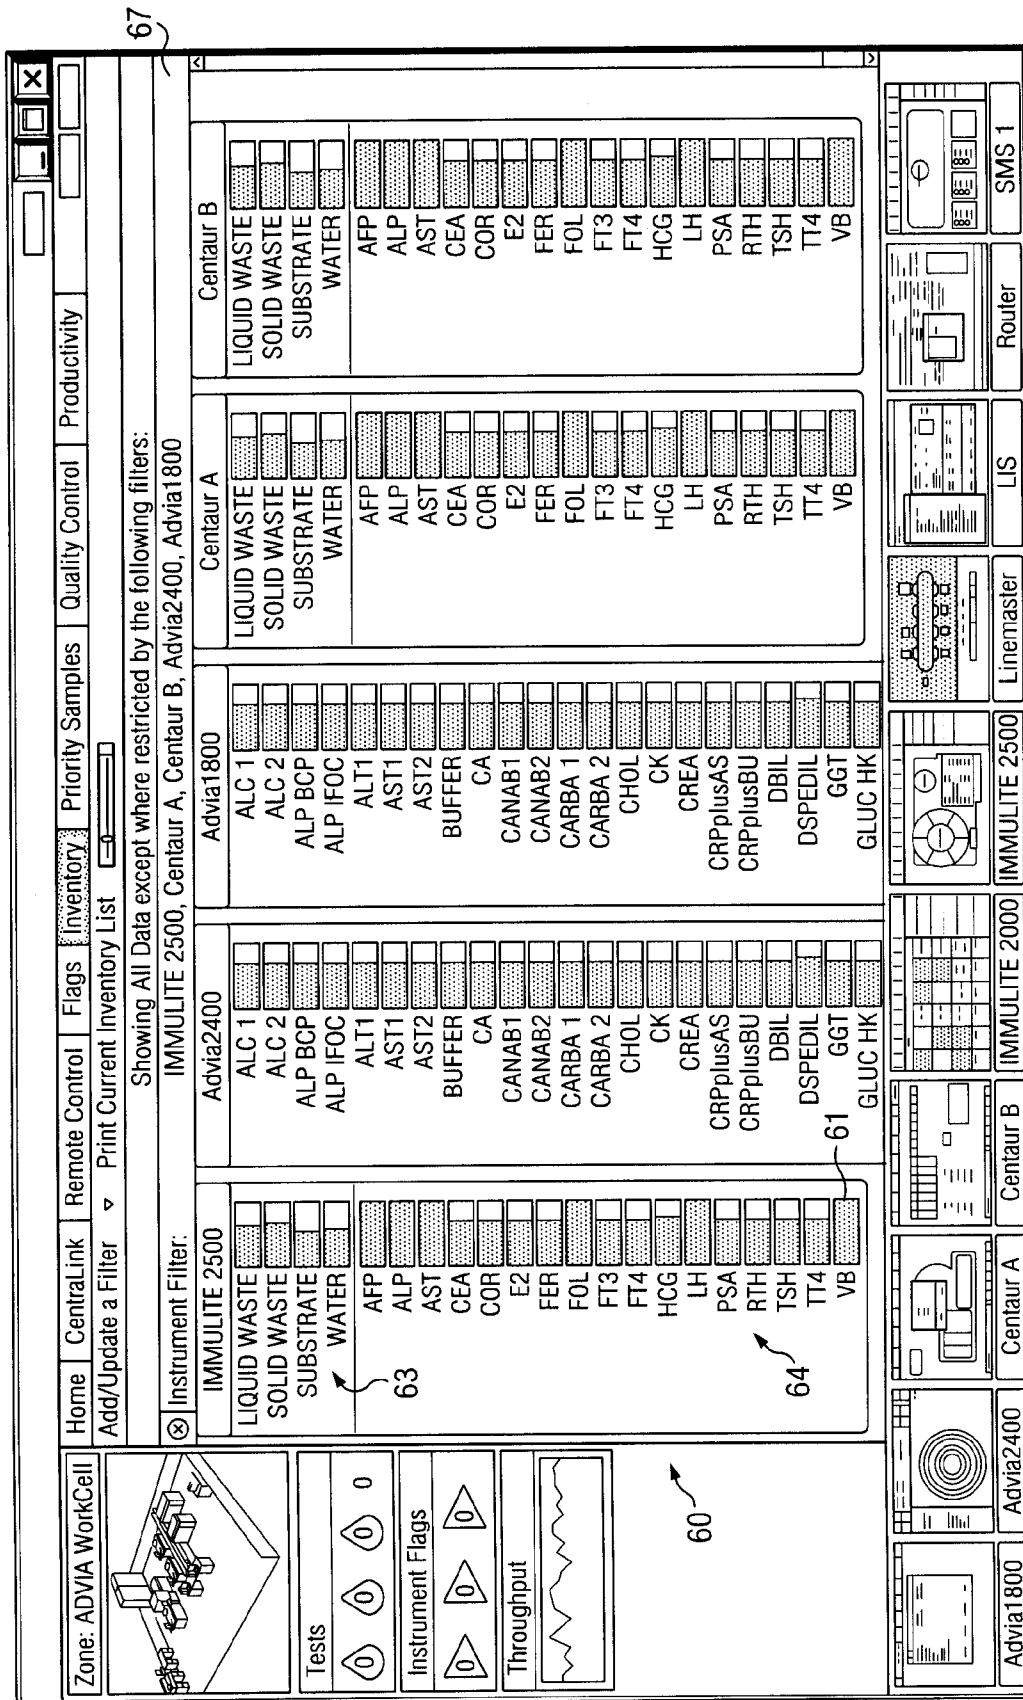 67
Zone: ADVIA WorkCell
Home
CentraLink
Remote Control
Flags
Inventory
Priority Samples
Quality Control
Productivity
Add/Update a Filter
Print Current Inventory List
Showing All Data except where restricted by the following filters:
Instrument Filter:
IMMULITE 2500, Centaur A, Centaur B, Advia2400, Advia1800
Tests
0 0 0
Instrument Flags
0 0 0
Throughput
60
IMMULITE 2500
LIQUID WASTE
SOLID WASTE
SUBSTRATE
WATER
63
AFP
ALP
AST
CEA
COR
E2
FER
FOL
FT3
FT4
HCG
LH
PSA
RTH
TSH
TT4
VB
64
61
Advia2400
ALC 1
ALC 2
ALP BCP
ALP IFOC
ALT1
AST1
AST2
BUFFER
CA
CANAB1
CANAB2
CARBA 1
CARBA 2
CHOL
CK
CREA
CRPplusAS
CRPplusBU
DBIL
DSPEDIL
GGT
GLUC HK
Advia1800
ALC 1
ALC 2
ALP BCP
ALP IFOC
ALT1
AST1
AST2
BUFFER
CA
CANAB1
CANAB2
CARBA 1
CARBA 2
CHOL
CK
CREA
CRPplusAS
CRPplusBU
DBIL
DSPEDIL
GGT
GLUC HK
Centaur A
LIQUID WASTE
SOLID WASTE
SUBSTRATE
WATER
AFP
ALP
AST
CEA
COR
E2
FER
FOL
FT3
FT4
HCG
LH
PSA
RTH
TSH
TT4
VB
Centaur B
LIQUID WASTE
SOLID WASTE
SUBSTRATE
WATER
AFP
ALP
AST
CEA
COR
E2
FER
FOL
FT3
FT4
HCG
LH
PSA
RTH
TSH
TT4
VB
Advia1800
Advia2400
Centaur A
Centaur B
IMMULITE 2000
IMMULITE 2500
Linemaster
LIS
Router
SMS 1